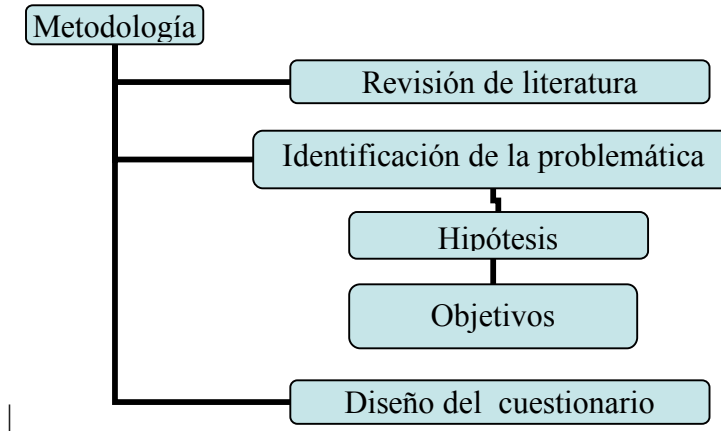 Metodología
Revisión de literatura
Identificación de la problemática
Hipótesis
Objetivos
Diseño del cuestionario